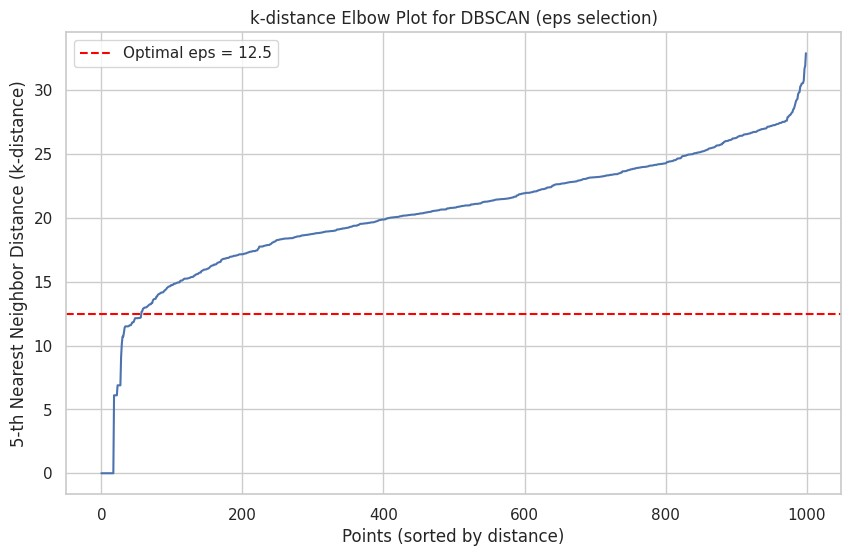 k-distance Elbow Plot for DBSCAN (eps selection)
Optimal eps = 12.5
5-th Nearest Neighbor Distance (k-distance)
30
25
20
15
10
5
0
0 200 400 600 800 1000
Points (sorted by distance)